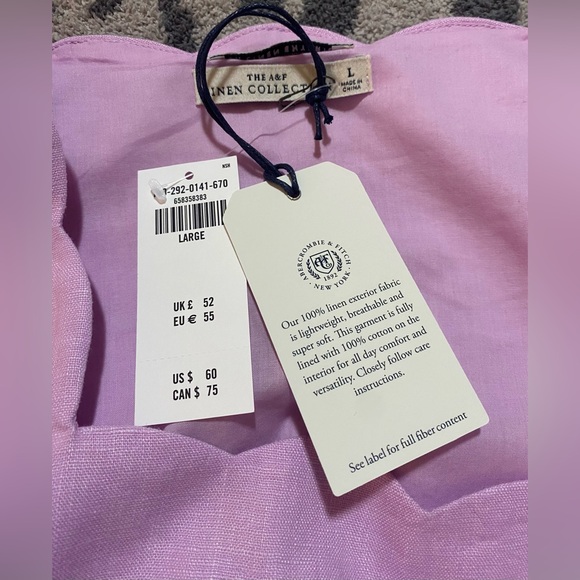 THE A&F
LINEN COLLECT
L
MADE IN
CHINA
NSH
-292-0141-670
658358383
LARGE
UK £ 52
EU € 55
US $ 60
CAN $ 75
ABERCROMBIE & FITCH
1892
NEW YORK
Our 100% linen exterior fabric
is lightweight, breathable and
super soft. This garment is fully
lined with 100% cotton on the
interior for all day comfort and
versatility. Closely follow care
instructions.
See label for full fiber content